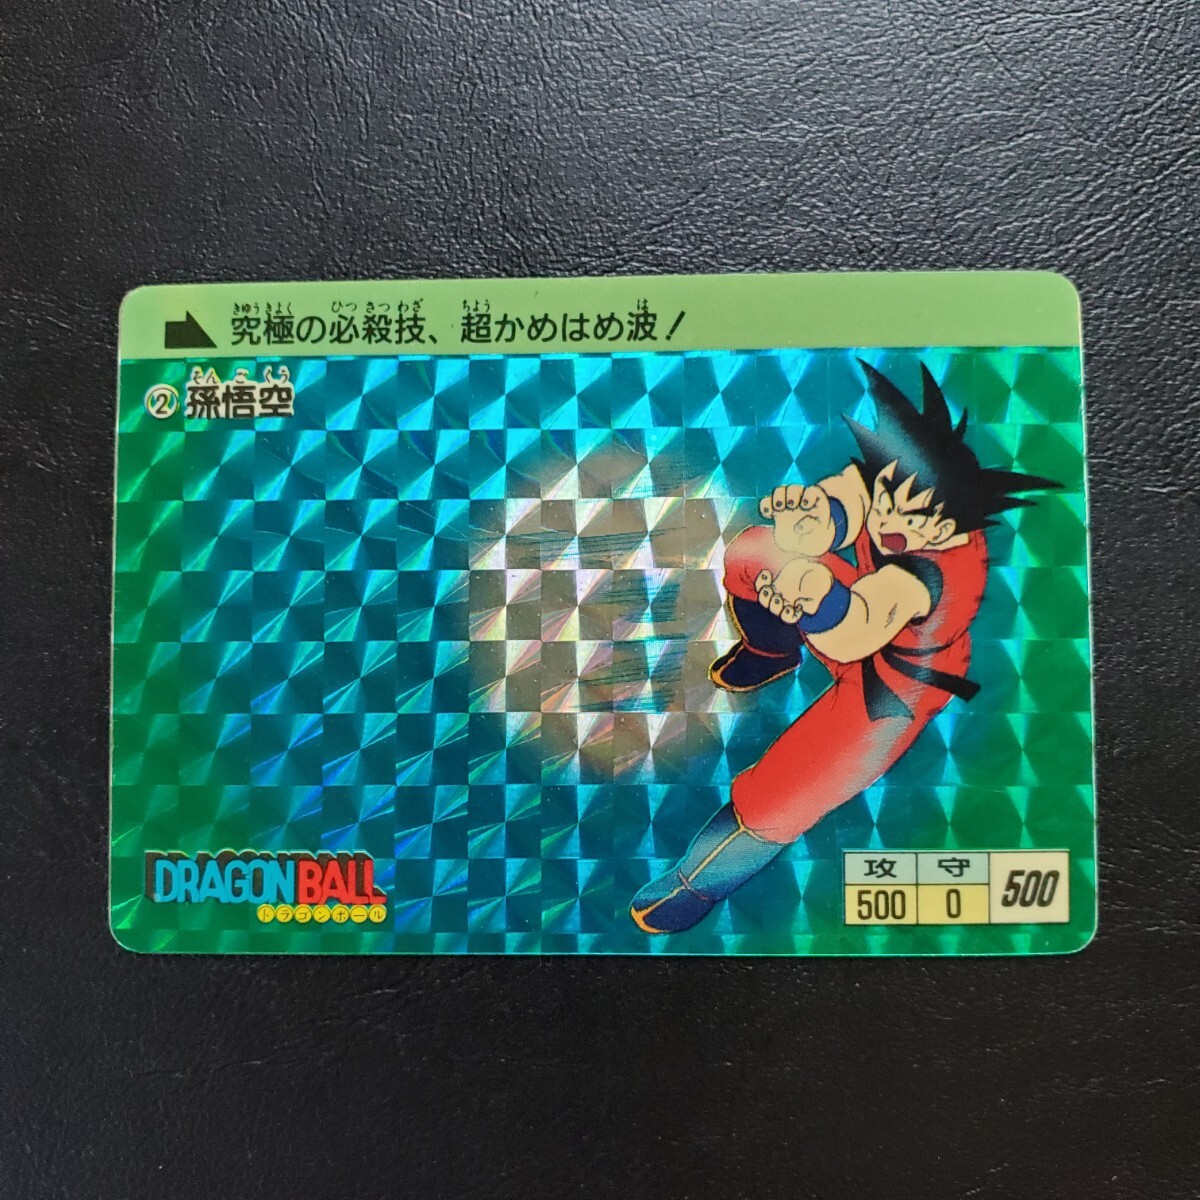 究極の必殺技、超かめはめ波!
きゅうきょく ひっさつわざ ちょう は
② 孫悟空
そんごくう
DRAGON BALL
ドラゴンボール
攻 守
500 0 500